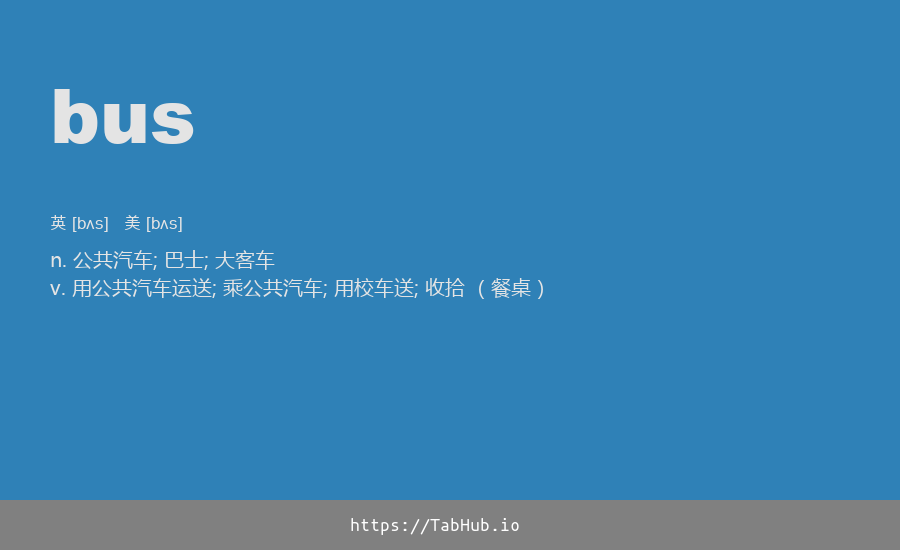 bus
英 [bʌs] 美 [bʌs]
n. 公共汽车; 巴士; 大客车
v. 用公共汽车运送; 乘公共汽车; 用校车送; 收拾 ( 餐桌 )
https://TabHub.io